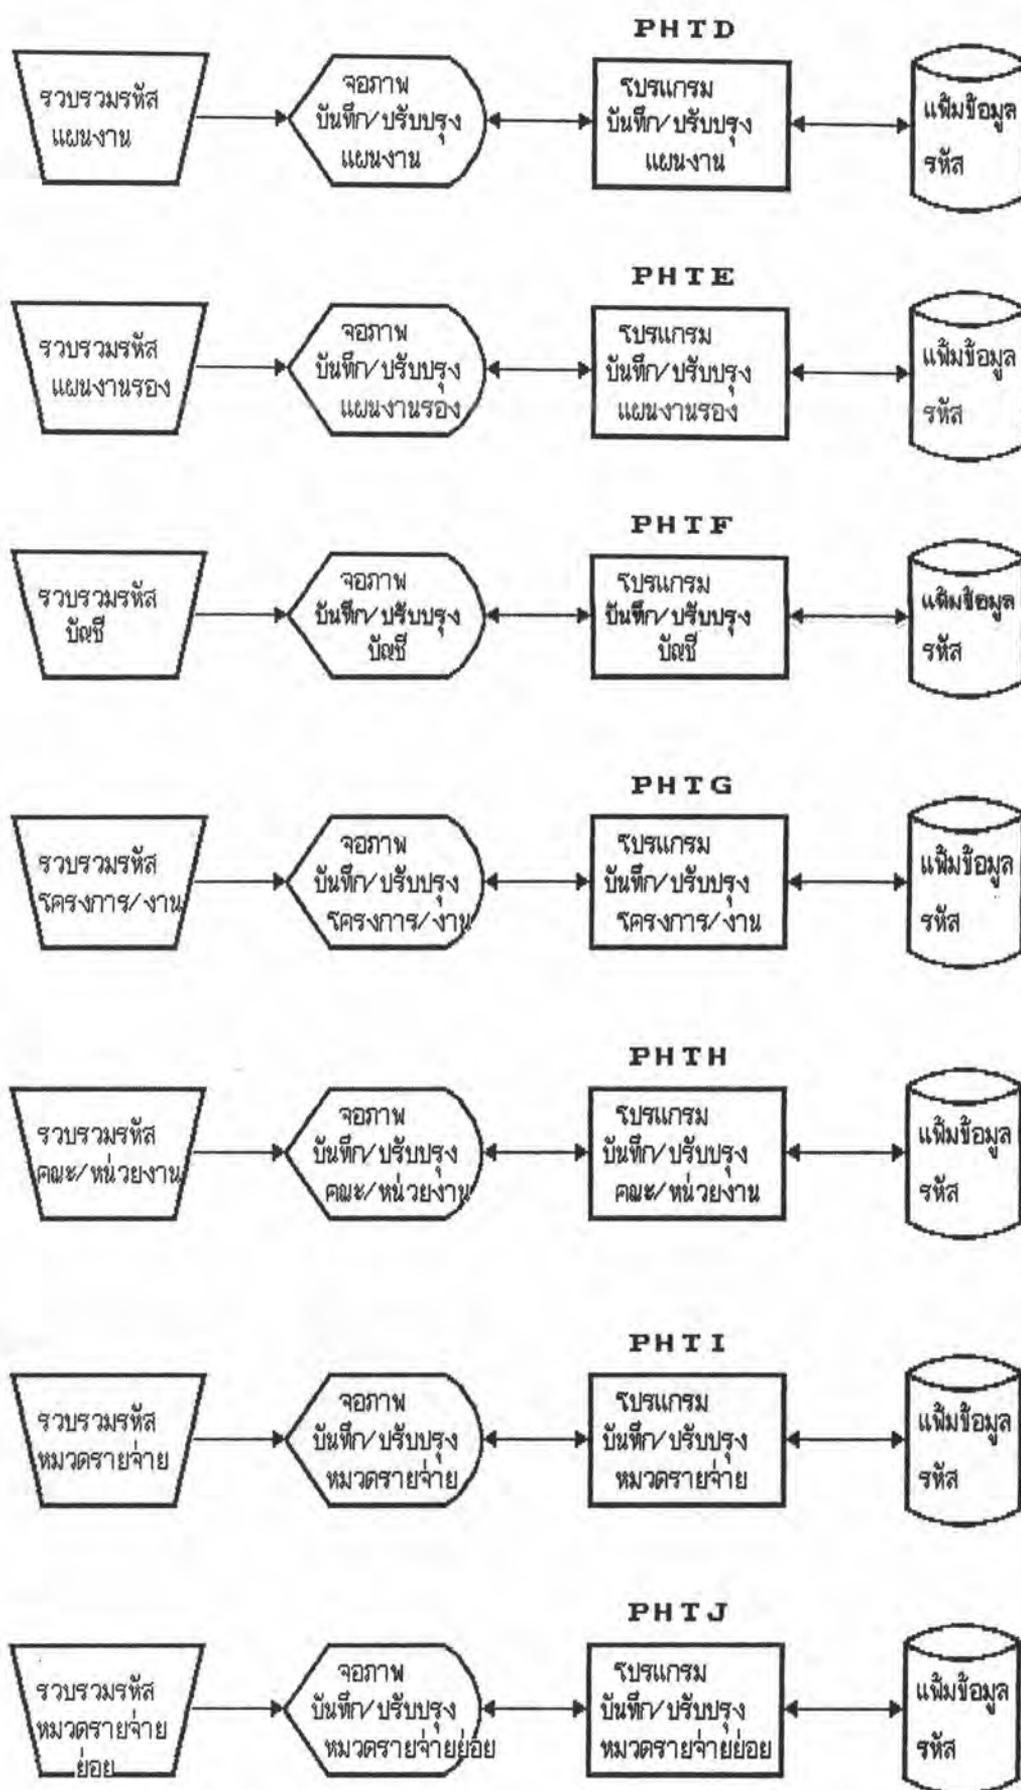 PHTD
รวบรวมรหัส
แผนงาน
จอภาพ
บันทึก/ปรับปรุง
แผนงาน
โปรแกรม
บันทึก/ปรับปรุง
แผนงาน
แฟ้มข้อมูล
รหัส
PHTE
รวบรวมรหัส
แผนงานรอง
จอภาพ
บันทึก/ปรับปรุง
แผนงานรอง
โปรแกรม
บันทึก/ปรับปรุง
แผนงานรอง
แฟ้มข้อมูล
รหัส
PHTF
รวบรวมรหัส
บัญชี
จอภาพ
บันทึก/ปรับปรุง
บัญชี
โปรแกรม
บันทึก/ปรับปรุง
บัญชี
แฟ้มข้อมูล
รหัส
PHTG
รวบรวมรหัส
โครงการ/งาน
จอภาพ
บันทึก/ปรับปรุง
โครงการ/งาน
โปรแกรม
บันทึก/ปรับปรุง
โครงการ/งาน
แฟ้มข้อมูล
รหัส
PHTH
รวบรวมรหัส
คณะ/หน่วยงาน
จอภาพ
บันทึก/ปรับปรุง
คณะ/หน่วยงาน
โปรแกรม
บันทึก/ปรับปรุง
คณะ/หน่วยงาน
แฟ้มข้อมูล
รหัส
PHTI
รวบรวมรหัส
หมวดรายจ่าย
จอภาพ
บันทึก/ปรับปรุง
หมวดรายจ่าย
โปรแกรม
บันทึก/ปรับปรุง
หมวดรายจ่าย
แฟ้มข้อมูล
รหัส
PHTJ
รวบรวมรหัส
หมวดรายจ่าย
ย่อย
จอภาพ
บันทึก/ปรับปรุง
หมวดรายจ่ายย่อย
โปรแกรม
บันทึก/ปรับปรุง
หมวดรายจ่ายย่อย
แฟ้มข้อมูล
รหัส